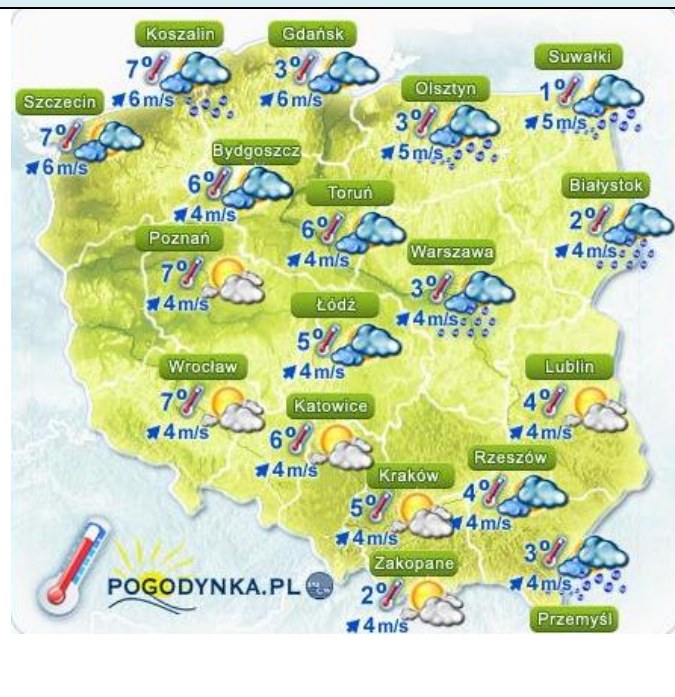 Koszalin
7°
6 m/s
Gdańsk
3°
6 m/s
Suwałki
1°
5 m/s
Szczecin
7°
6 m/s
Olsztyn
3°
5 m/s
Bydgoszcz
6°
4 m/s
Toruń
6°
4 m/s
Białystok
2°
4 m/s
Poznań
7°
4 m/s
Warszawa
3°
4 m/s
Łódź
5°
4 m/s
Wrocław
7°
4 m/s
Katowice
6°
4 m/s
Lublin
4°
4 m/s
Kraków
5°
4 m/s
Rzeszów
4°
4 m/s
Zakopane
2°
4 m/s
3°
4 m/s
Przemyśl
POGODYNKA.PL